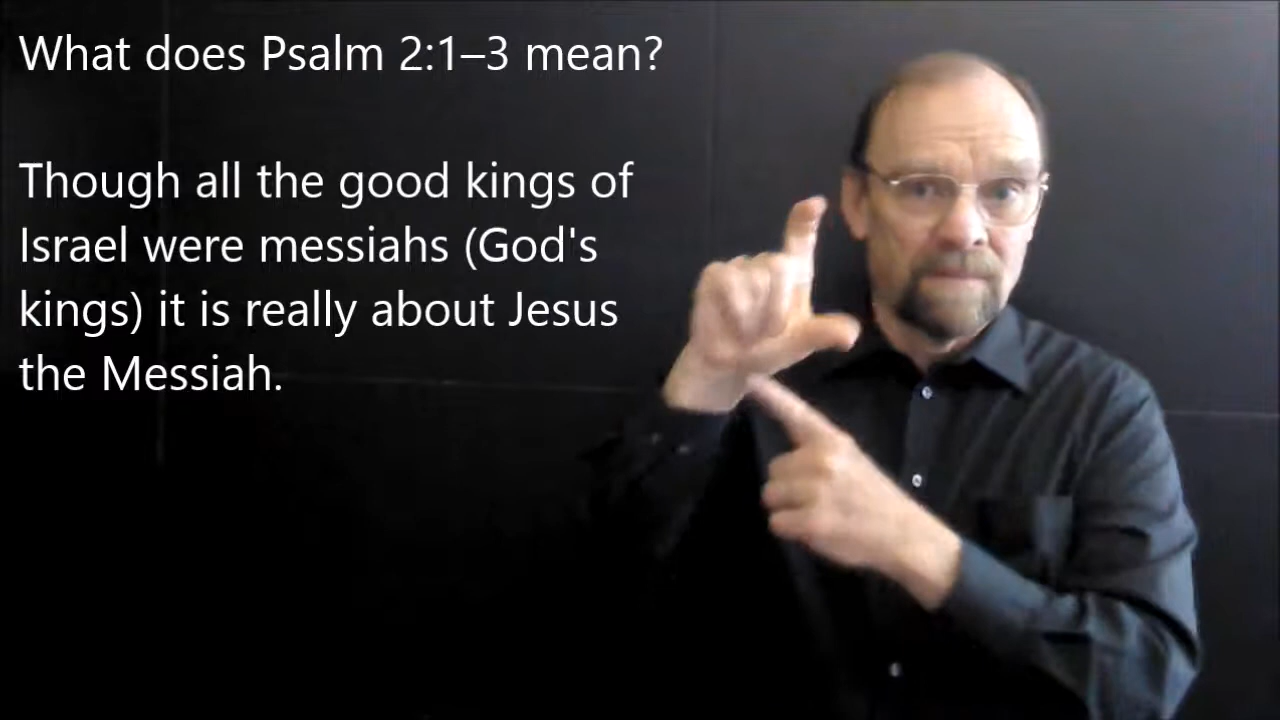 What does Psalm 2:1–3 mean?
Though all the good kings of
Israel were messiahs (God's
kings) it is really about Jesus
the Messiah.